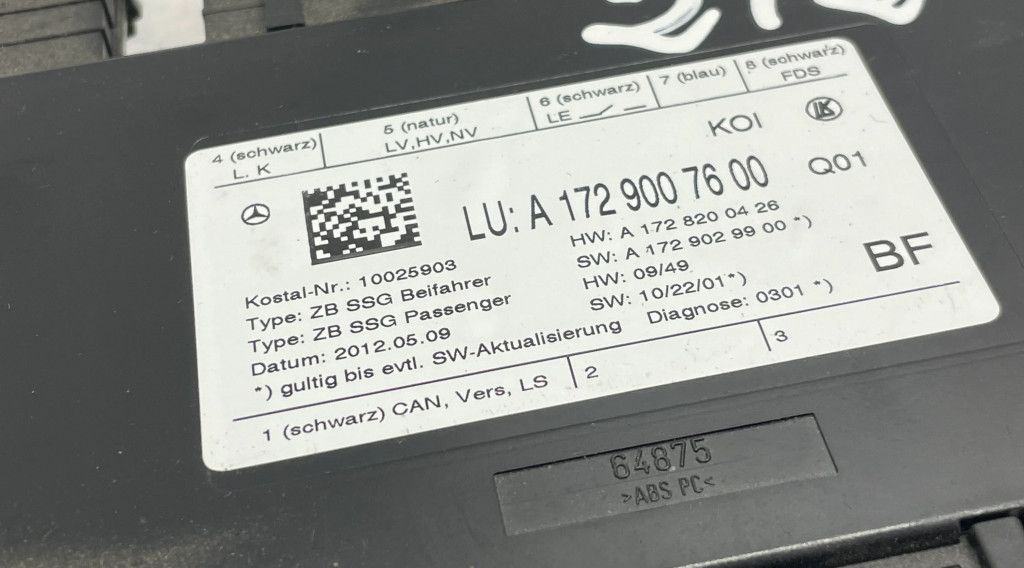 4 (schwarz)
L. K
5 (natur)
LV,HV,NV
6 (schwarz)
LE
7 (blau)
8 (schwarz)
FDS
KOI
LU: A 172 900 76 00
Q01
HW: A 172 820 04 26
SW: A 172 902 99 00 *)
HW: 09/49
SW: 10/22/01*)
BF
Kostal-Nr.: 10025903
Type: ZB SSG Beifahrer
Type: ZB SSG Passenger
Datum: 2012.05.09
*) gultig bis evtl. SW-Aktualisierung Diagnose: 0301 *)
1 (schwarz) CAN, Vers, LS
2
3
64875
>ABS PC<